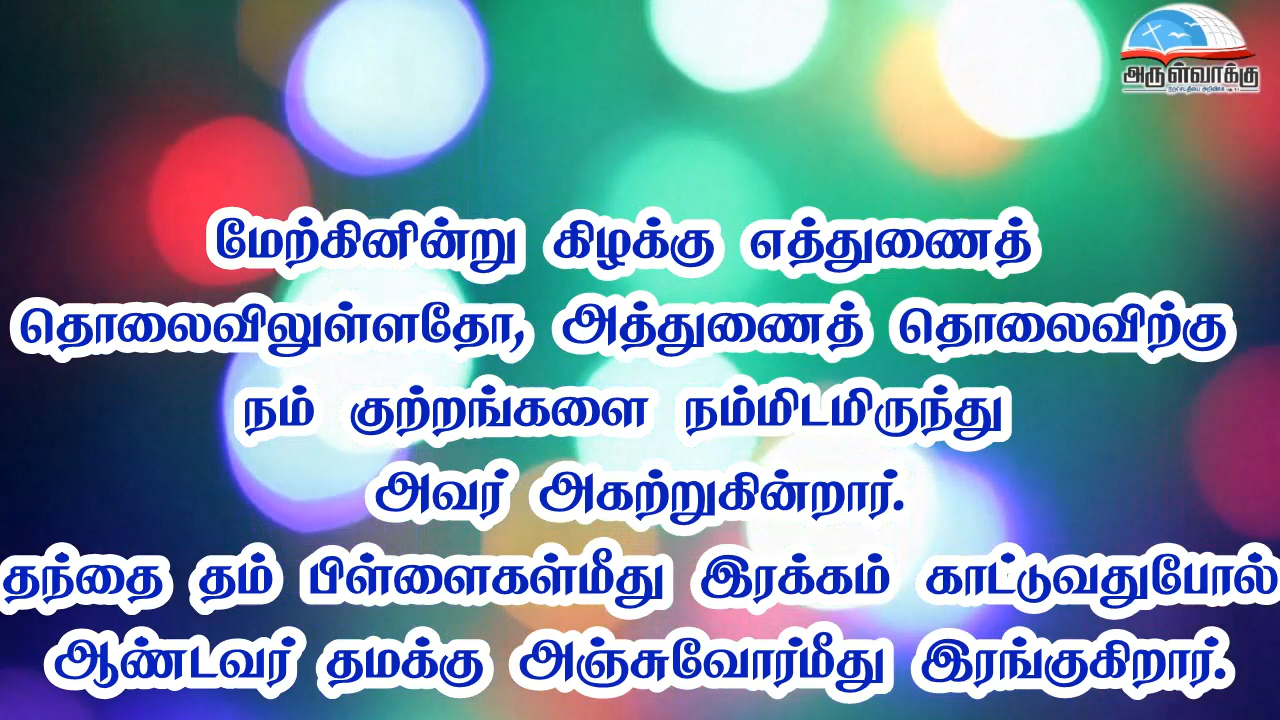 அருள்வாக்கு
மேற்கினின்று கிழக்கு எத்துணைத்
தொலைவிலுள்ளதோ, அத்துணைத் தொலைவிற்கு
நம் குற்றங்களை நம்மிடமிருந்து
அவர் அகற்றுகின்றார்.
தந்தை தம் பிள்ளைகள்மீது இரக்கம் காட்டுவதுபோல்
ஆண்டவர் தமக்கு அஞ்சுவோர்மீது இரங்குகிறார்.